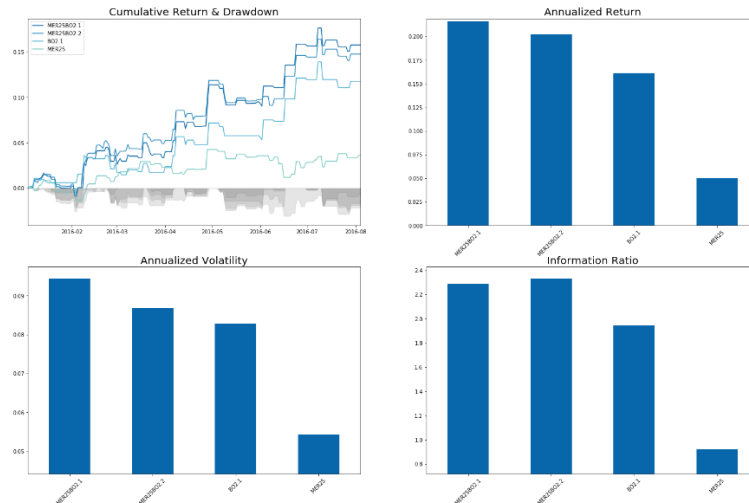 Cumulative Return & Drawdown
MER25BO2.1
MER25BO2.2
BO2.1
MER25
0.15
0.10
0.05
0.00
2016-02
2016-03
2016-04
2016-05
2016-06
2016-07
2016-08
Annualized Return
0.200
0.175
0.150
0.125
0.100
0.075
0.050
0.025
0.000
MER25BO2.1
MER25BO2.2
BO2.1
MER25
Annualized Volatility
0.09
0.08
0.07
0.06
0.05
MER25BO2.1
MER25BO2.2
BO2.1
MER25
Information Ratio
2.4
2.2
2.0
1.8
1.6
1.4
1.2
1.0
0.8
MER25BO2.1
MER25BO2.2
BO2.1
MER25